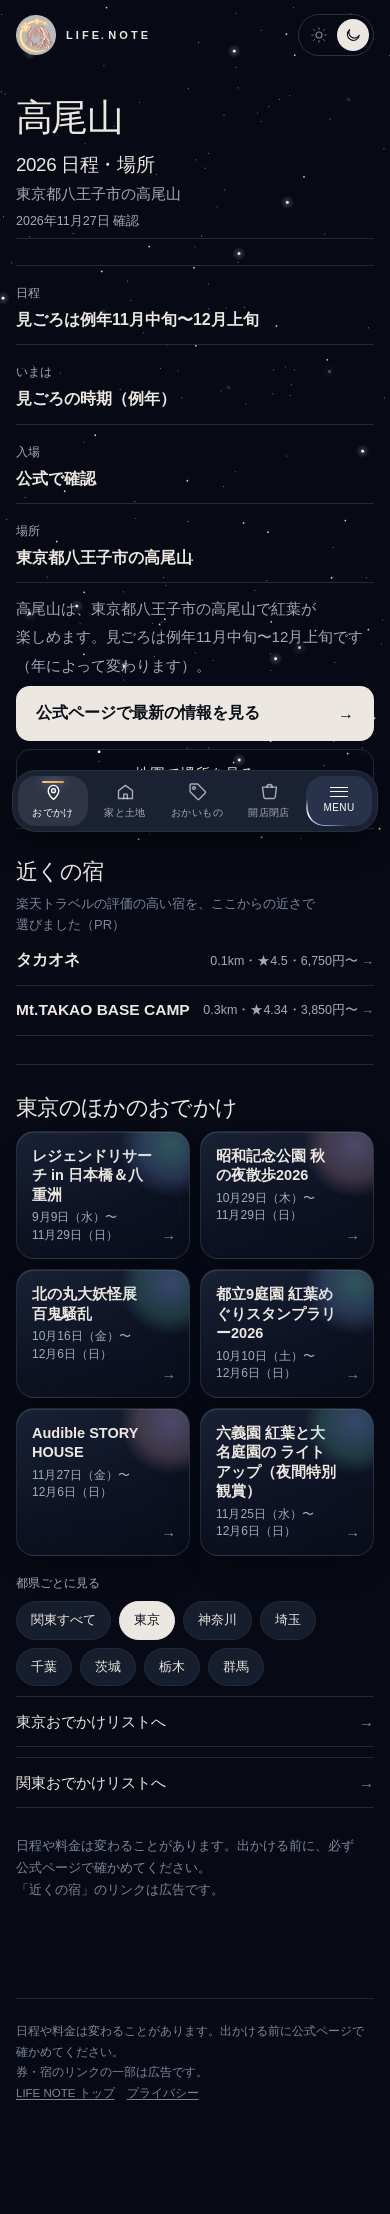 LIFE.NOTE
高尾山
2026 日程・場所
東京都八王子市の高尾山
2026年11月27日 確認
日程
見ごろは例年11月中旬〜12月上旬
いまは
見ごろの時期（例年）
入場
公式で確認
場所
東京都八王子市の高尾山
高尾山は、東京都八王子市の高尾山で紅葉が
楽しめます。見ごろは例年11月中旬〜12月上旬です
（年によって変わります）。
公式ページで最新の情報を見る →
おでかけ
家と土地
おかいもの
開店閉店
MENU
近くの宿
楽天トラベルの評価の高い宿を、ここからの近さで
選びました（PR）
タカオネ 0.1km・★4.5・6,750円〜 →
Mt.TAKAO BASE CAMP 0.3km・★4.34・3,850円〜 →
東京のほかのおでかけ
レジェンドリサー
チ in 日本橋＆八
重洲
9月9日（水）〜
11月29日（日） →
昭和記念公園 秋
の夜散歩2026
10月29日（木）〜
11月29日（日）
→
北の丸大妖怪展
百鬼騒乱
10月16日（金）〜
12月6日（日）
→
都立9庭園 紅葉め
ぐりスタンプラリ
ー2026
10月10日（土）〜
12月6日（日） →
Audible STORY
HOUSE
11月27日（金）〜
12月6日（日）
→
六義園 紅葉と大
名庭園の ライト
アップ（夜間特別
観賞）
11月25日（水）〜
12月6日（日） →
都県ごとに見る
関東すべて 東京 神奈川 埼玉
千葉 茨城 栃木 群馬
東京おでかけリストへ →
関東おでかけリストへ →
日程や料金は変わることがあります。出かける前に、必ず
公式ページで確かめてください。
「近くの宿」のリンクは広告です。
日程や料金は変わることがあります。出かける前に公式ページで
確かめてください。
券・宿のリンクの一部は広告です。
LIFE NOTE トップ プライバシー